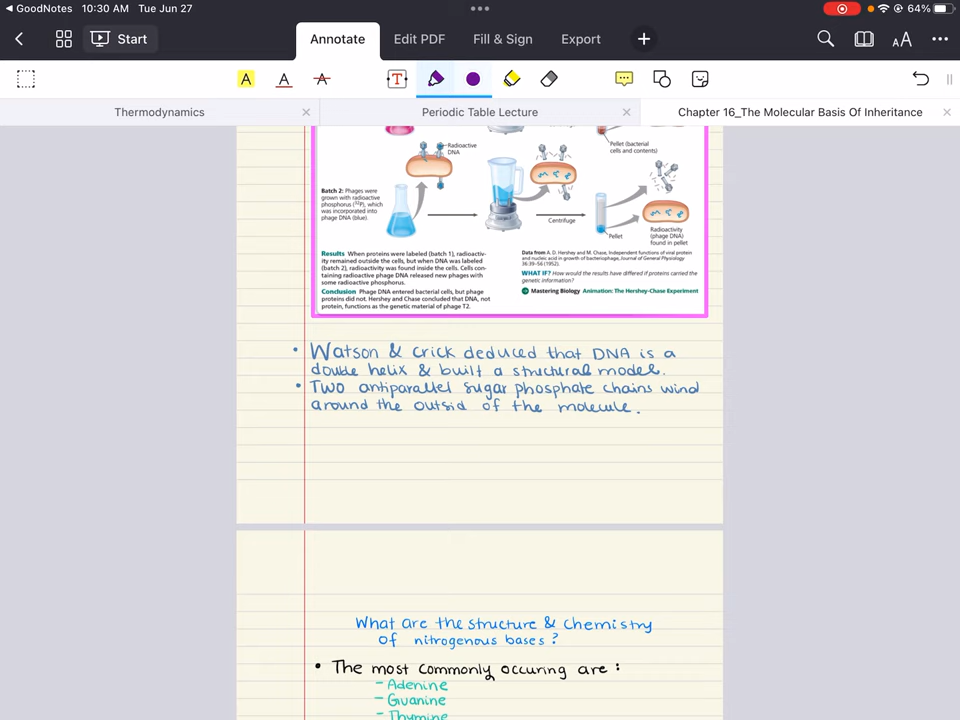 GoodNotes 10:30 AM Tue Jun 27 64%
Start Annotate Edit PDF Fill & Sign Export
Thermodynamics Periodic Table Lecture Chapter 16_The Molecular Basis Of Inheritance
Pellet (bacterial
cells and contents)
Radioactive
DNA
Batch 2: Phages were
grown with radioactive
phosphorus (32P), which
was incorporated into
phage DNA (blue).
Centrifuge
Pellet
Radioactivity
(phage DNA)
found in pellet
Results When proteins were labeled (batch 1), radioactiv-
ity remained outside the cells, but when DNA was labeled
(batch 2), radioactivity was found inside the cells. Cells con-
taining radioactive phage DNA released new phages with
some radioactive phosphorus.
Conclusion Phage DNA entered bacterial cells, but phage
proteins did not. Hershey and Chase concluded that DNA, not
protein, functions as the genetic material of phage T2.
Data from A. D. Hershey and M. Chase, Independent functions of viral protein
and nucleic acid in growth of bacteriophage, Journal of General Physiology
36:39-56 (1952).
WHAT IF? How would the results have differed if proteins carried the
genetic information?
Mastering Biology Animation: The Hershey-Chase Experiment
• Watson & Crick deduced that DNA is a
double helix & built a structural model.
• Two antiparallel sugar phosphate chains wind
around the outsid of the molecule.
What are the structure & chemistry
of nitrogenous bases?
• The most commonly occuring are :
- Adenine
- Guanine
- Thymine